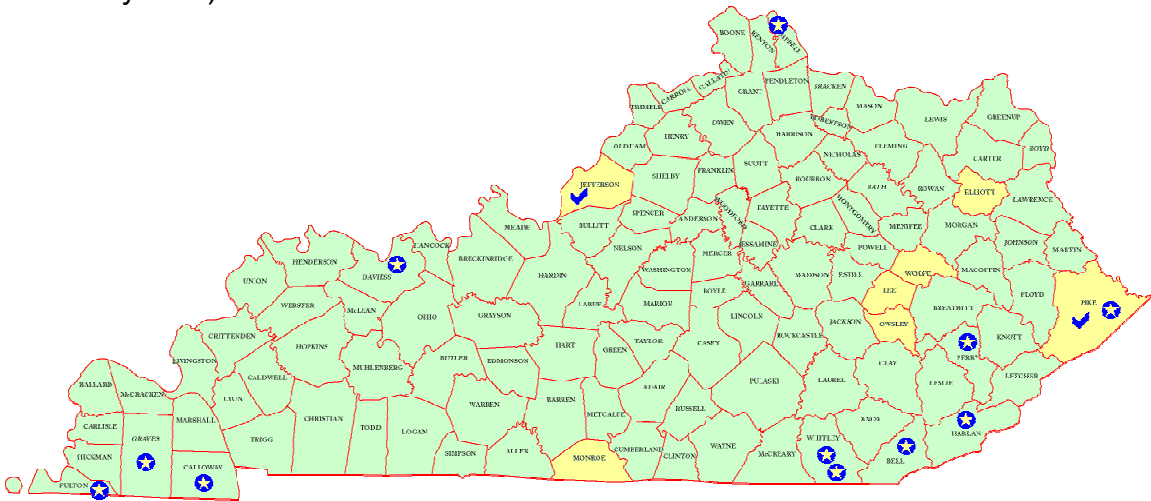 BOONE
KENTON
CAMPBELL
GALLATIN
CARROLL
TRIMBLE
GRANT
PENDLETON
BRACKEN
MASON
ROBERTSON
LEWIS
GREENUP
OWEN
HENRY
OLDHAM
HARRISON
FLEMING
NICHOLAS
CARTER
BOYD
SCOTT
FRANKLIN
SHELBY
JEFFERSON
BOURBON
BATH
ROWAN
ELLIOTT
LAWRENCE
SPENCER
ANDERSON
WOODFORD
FAYETTE
MONTGOMERY
CLARK
MENIFEE
MORGAN
BULLITT
MEADE
NELSON
MERCER
JESSAMINE
POWELL
JOHNSON
MARTIN
HANCOCK
BRECKINRIDGE
HARDIN
WASHINGTON
GARRARD
MADISON
ESTILL
WOLFE
MAGOFFIN
HENDERSON
DAVIESS
UNION
WEBSTER
McLEAN
OHIO
GRAYSON
LARUE
MARION
BOYLE
LINCOLN
LEE
BREATHITT
FLOYD
PIKE
ROCKCASTLE
JACKSON
OWSLEY
KNOTT
PERRY
CRITTENDEN
HOPKINS
MUHLENBERG
BUTLER
EDMONSON
HART
GREEN
TAYLOR
CASEY
LIVINGSTON
CALDWELL
LYON
PULASKI
LAUREL
CLAY
LESLIE
LETCHER
BALLARD
McCRACKEN
CARLISLE
MARSHALL
GRAVES
HICKMAN
FULTON
CALLOWAY
TRIGG
CHRISTIAN
TODD
LOGAN
WARREN
BARREN
METCALFE
ADAIR
RUSSELL
SIMPSON
ALLEN
MONROE
CUMBERLAND
CLINTON
WAYNE
McCREARY
WHITLEY
KNOX
BELL
HARLAN